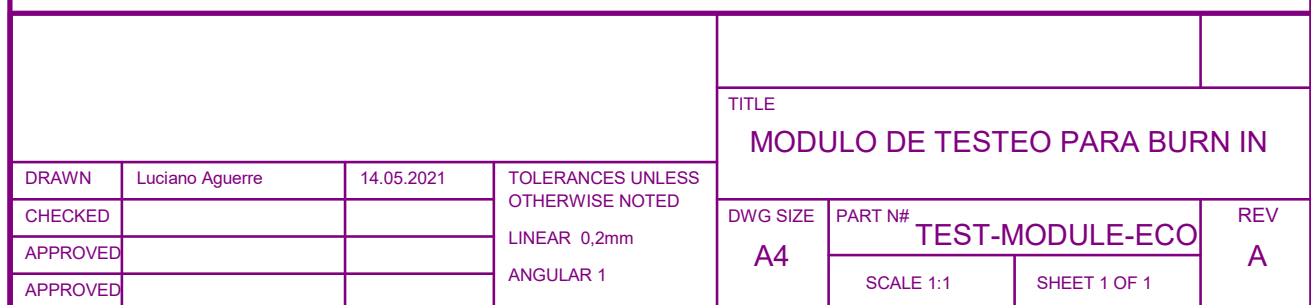 TITLE
MODULO DE TESTEO PARA BURN IN
DRAWN Luciano Aguerre 14.05.2021
CHECKED
APPROVED
APPROVED
TOLERANCES UNLESS
OTHERWISE NOTED
LINEAR 0,2mm
ANGULAR 1
DWG SIZE
A4
PART N#
TEST-MODULE-ECO
REV
A
SCALE 1:1
SHEET 1 OF 1